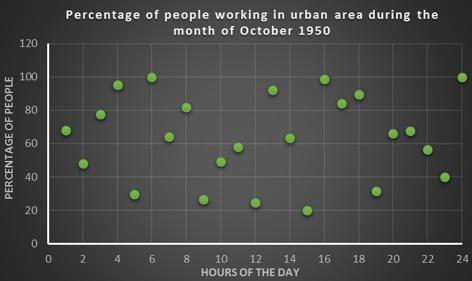 Percentage of people working in urban area during the
month of October 1950
120
100
80
60
40
20
0
PERCENTAGE OF PEOPLE
0 2 4 6 8 10 12 14 16 18 20 22 24
HOURS OF THE DAY